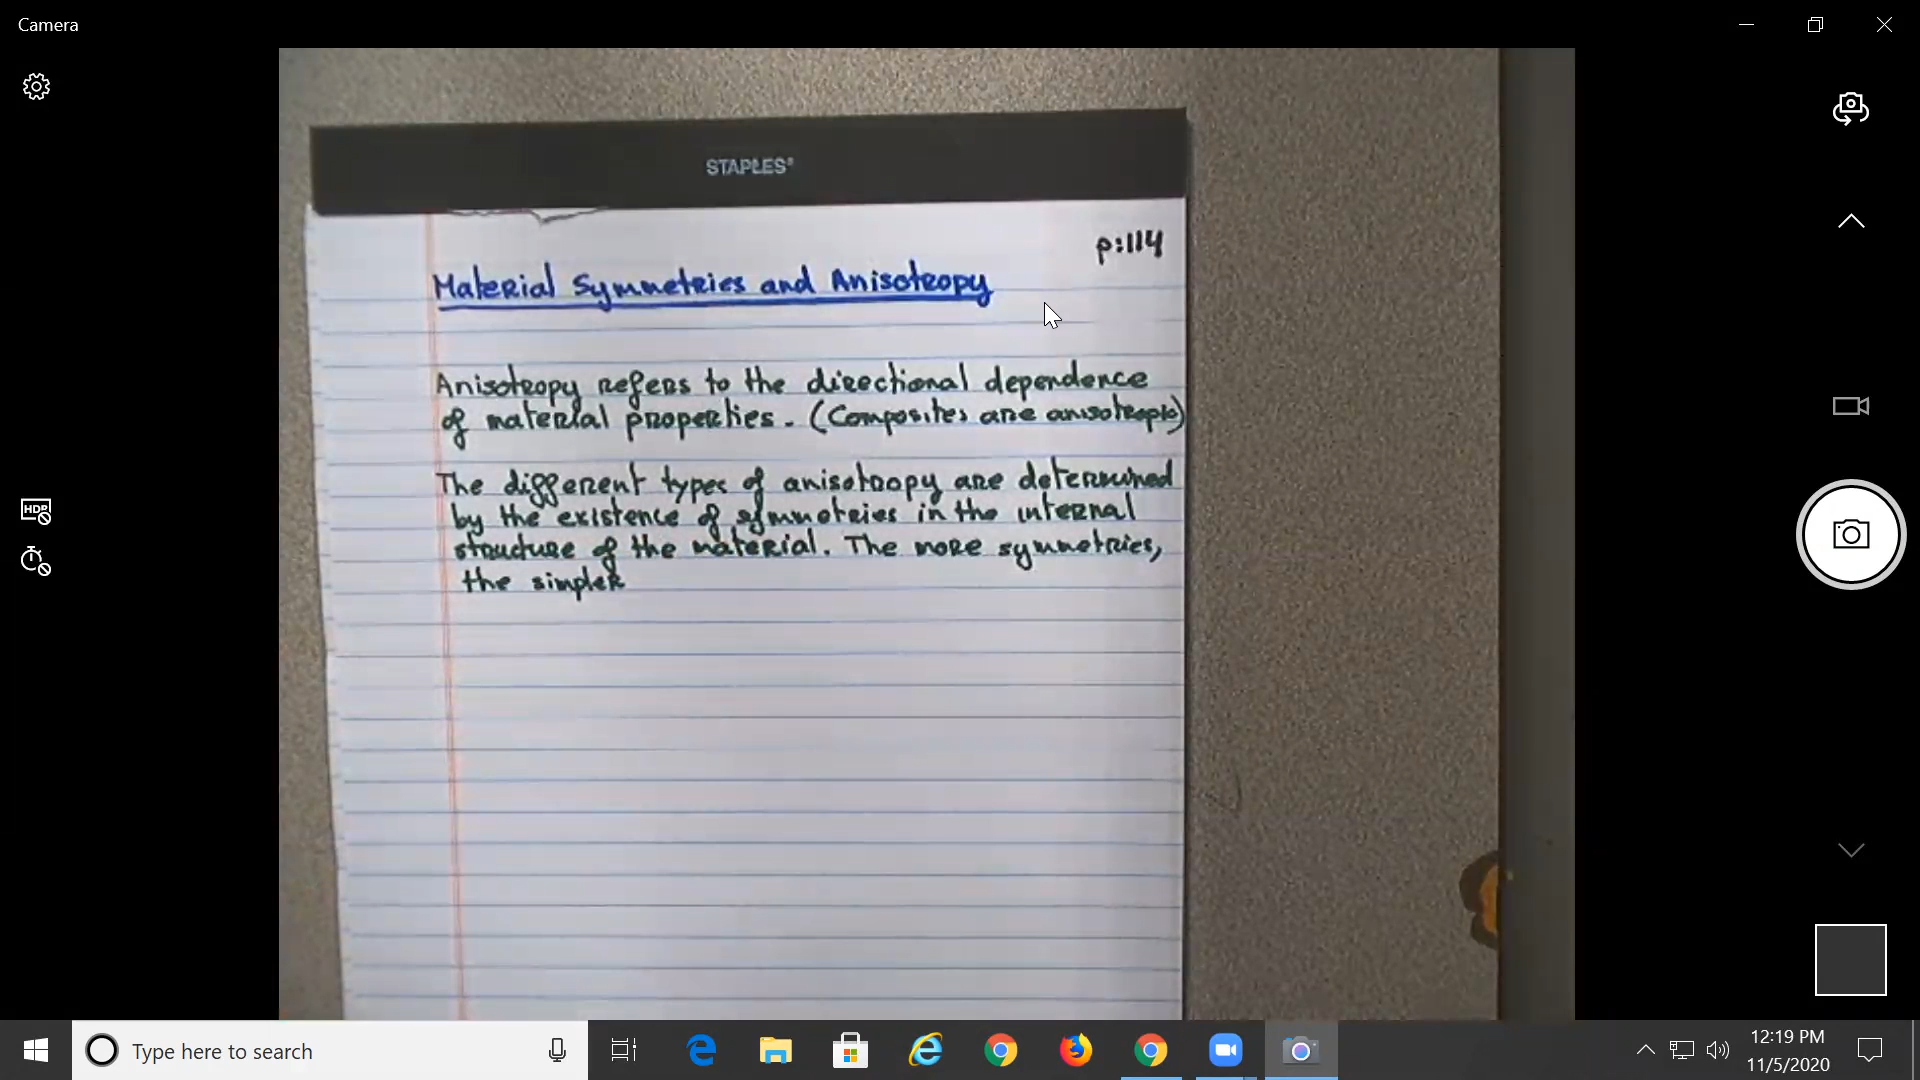 Camera
STAPLES
p:114
Material Symmetries and Anisotropy
Anisotropy refers to the directional dependence
of material properties. (Composites are anisotropic)
The different types of anisotropy are determined
by the existence of symmetries in the internal
structure of the material. The more symmetries,
the simpler
HDR
Type here to search
12:19 PM
11/5/2020